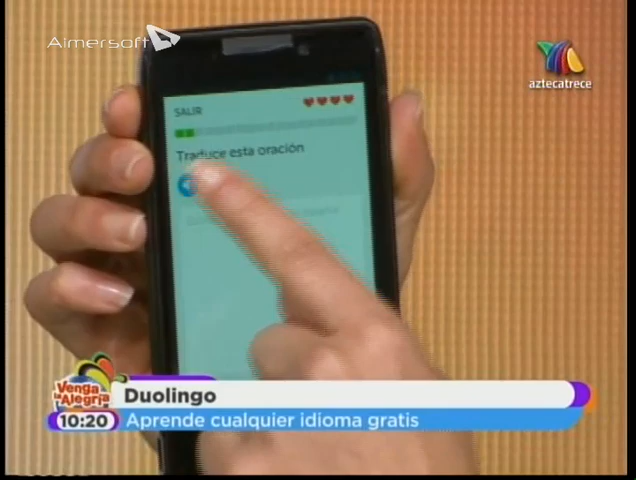 Aimersoft
aztecatrece
SALIR
Traduce esta oración
Venga
la Alegría
Duolingo
10:20
Aprende cualquier idioma gratis